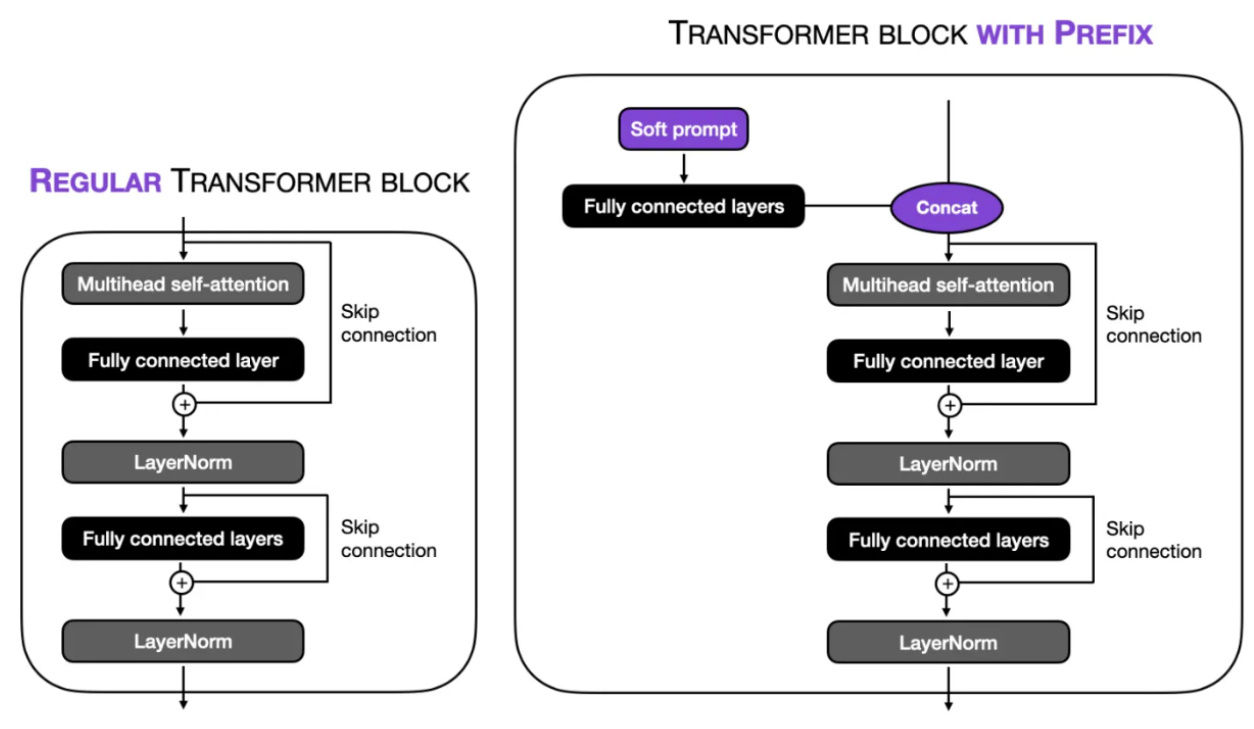 REGULAR TRANSFORMER BLOCK
Multihead self-attention
Skip
connection
Fully connected layer
+
LayerNorm
Fully connected layers
Skip
connection
+
LayerNorm
TRANSFORMER BLOCK WITH PREFIX
Soft prompt
Fully connected layers
Concat
Multihead self-attention
Skip
connection
Fully connected layer
+
LayerNorm
Fully connected layers
Skip
connection
+
LayerNorm